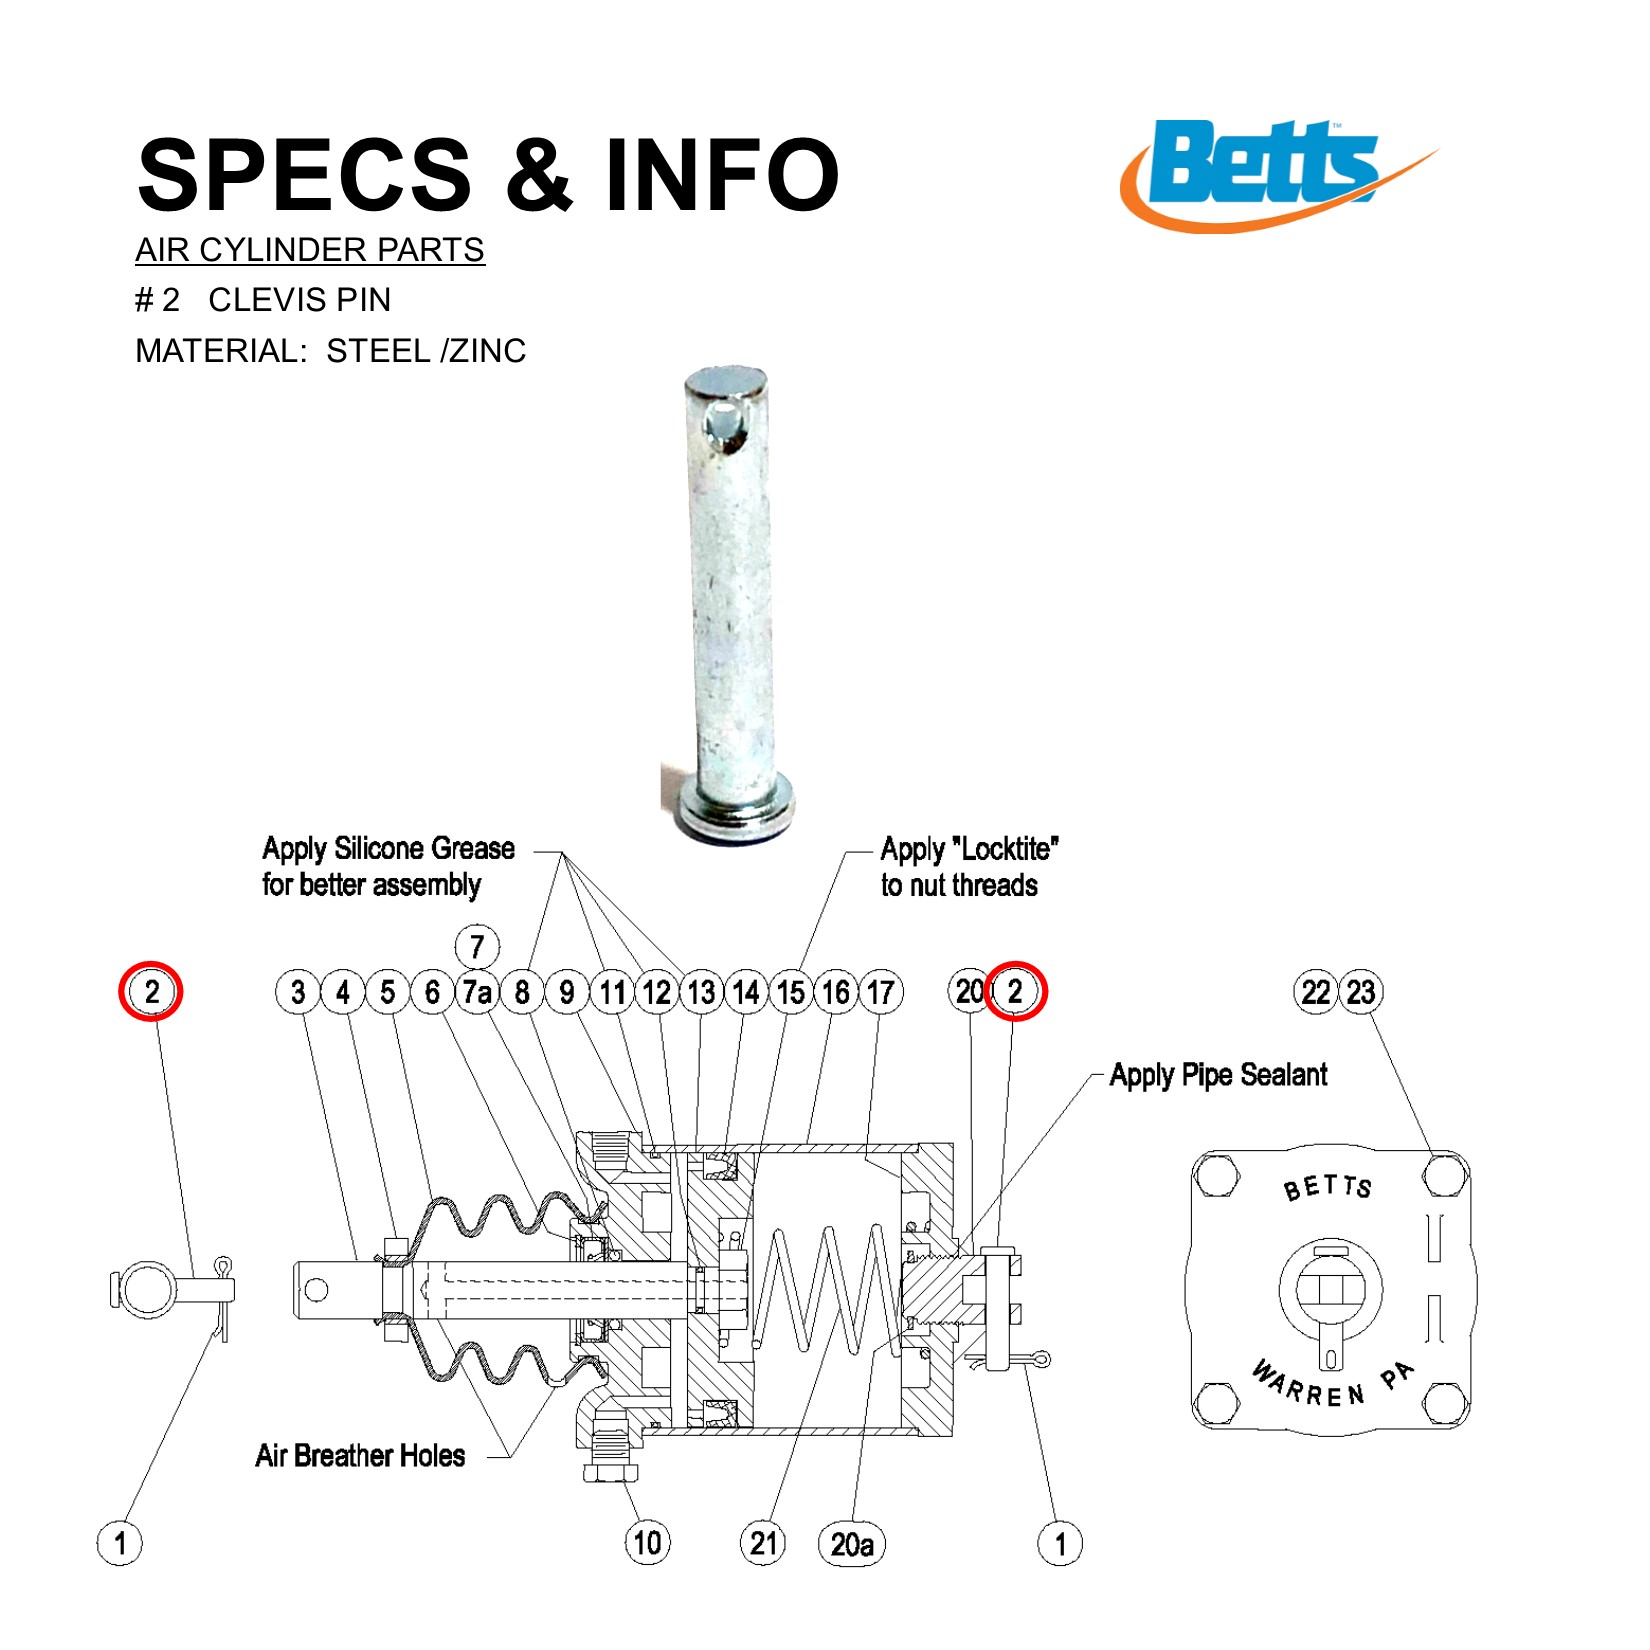 SPECS & INFO
Betts™
AIR CYLINDER PARTS
# 2 CLEVIS PIN
MATERIAL: STEEL /ZINC
Apply Silicone Grease
for better assembly
Apply "Locktite"
to nut threads
7
2 3 4 5 6 7a 8 9 11 12 13 14 15 16 17 20 2 22 23
Apply Pipe Sealant
BETTS
WARREN PA
Air Breather Holes
1 10 21 20a 1